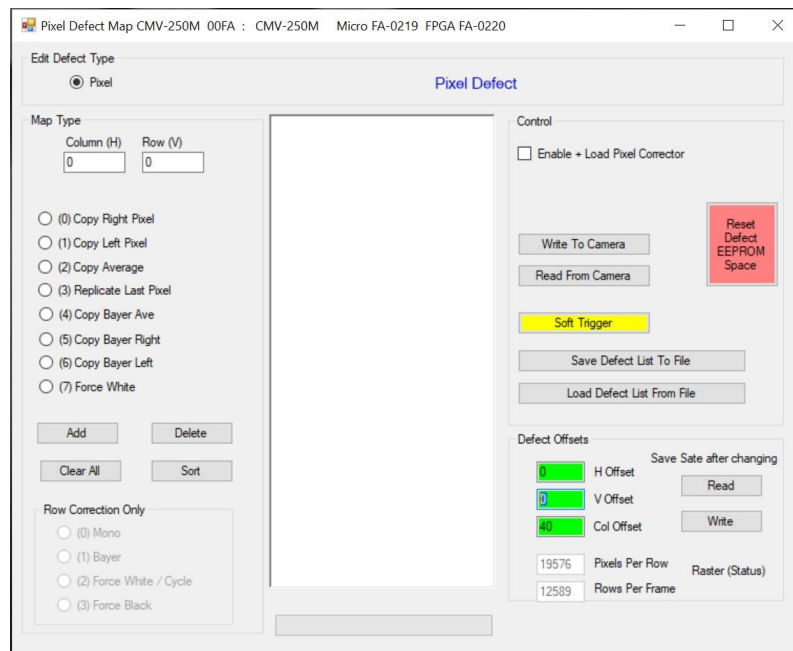 Pixel Defect Map CMV-250M 00FA : CMV-250M Micro FA-0219 FPGA FA-0220
Edit Defect Type
Pixel
Pixel Defect
Map Type
Column (H) Row (V)
0 0
(0) Copy Right Pixel
(1) Copy Left Pixel
(2) Copy Average
(3) Replicate Last Pixel
(4) Copy Bayer Ave
(5) Copy Bayer Right
(6) Copy Bayer Left
(7) Force White
Add Delete
Clear All Sort
Row Correction Only
(0) Mono
(1) Bayer
(2) Force White / Cycle
(3) Force Black
Control
Enable + Load Pixel Corrector
Write To Camera
Read From Camera
Reset
Defect
EEPROM
Space
Soft Trigger
Save Defect List To File
Load Defect List From File
Defect Offsets
Save Sate after changing
0 H Offset
Read
0 V Offset
40 Col Offset
Write
19576 Pixels Per Row
Raster (Status)
12589 Rows Per Frame